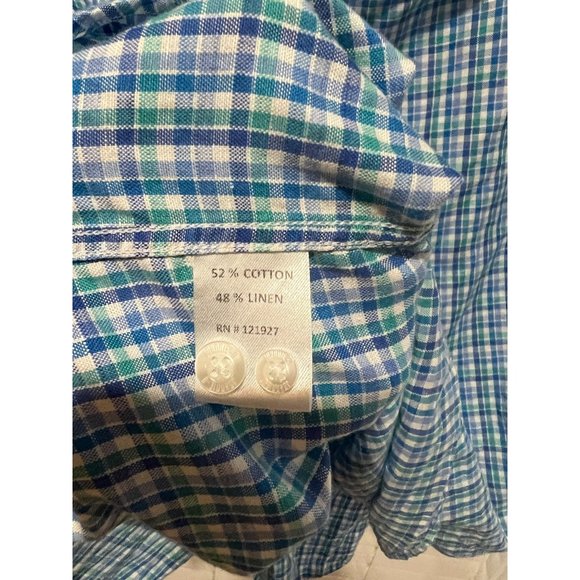 52 % COTTON
48 % LINEN
RN # 121927